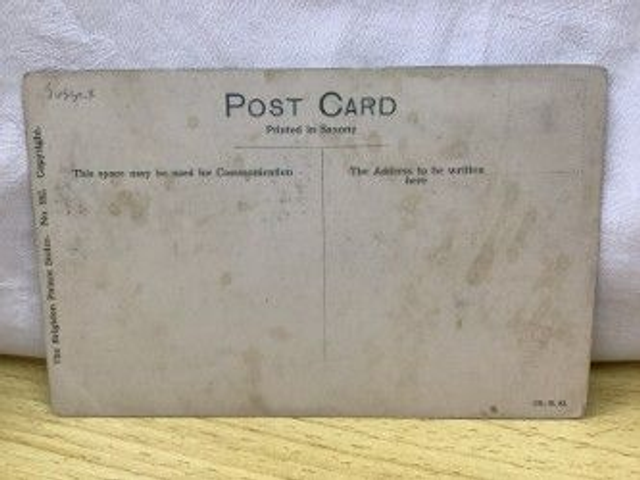 Sussex
POST CARD
Printed in Saxony
This space may be used for Communication
The Address to be written
here
The Brighton Palace Series. No. Copyright.